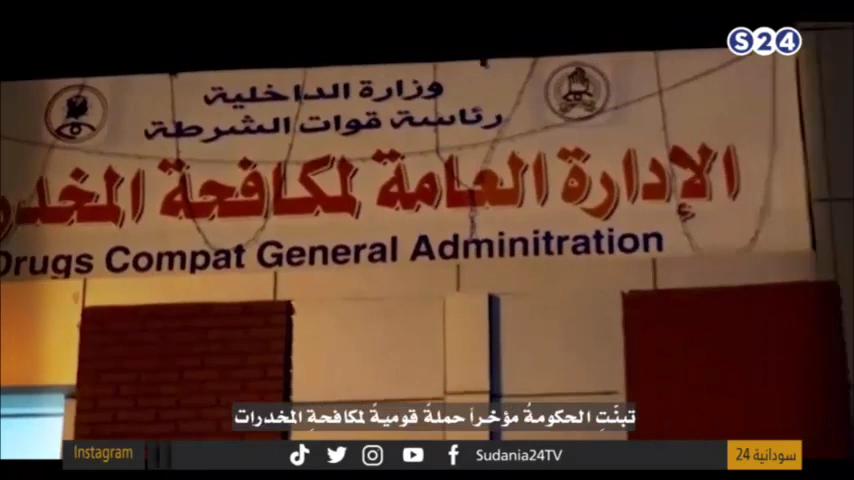 S24
وزارة الداخلية
رئاسة قوات الشرطة
الإدارة العامة لمكافحة المخدر
Drugs Compat General Adminitration
تبنّتِ الحكومةُ مؤخراً حملةً قوميةً لمكافحةِ المخدرات
Instagram
Sudania24TV
سودانية 24